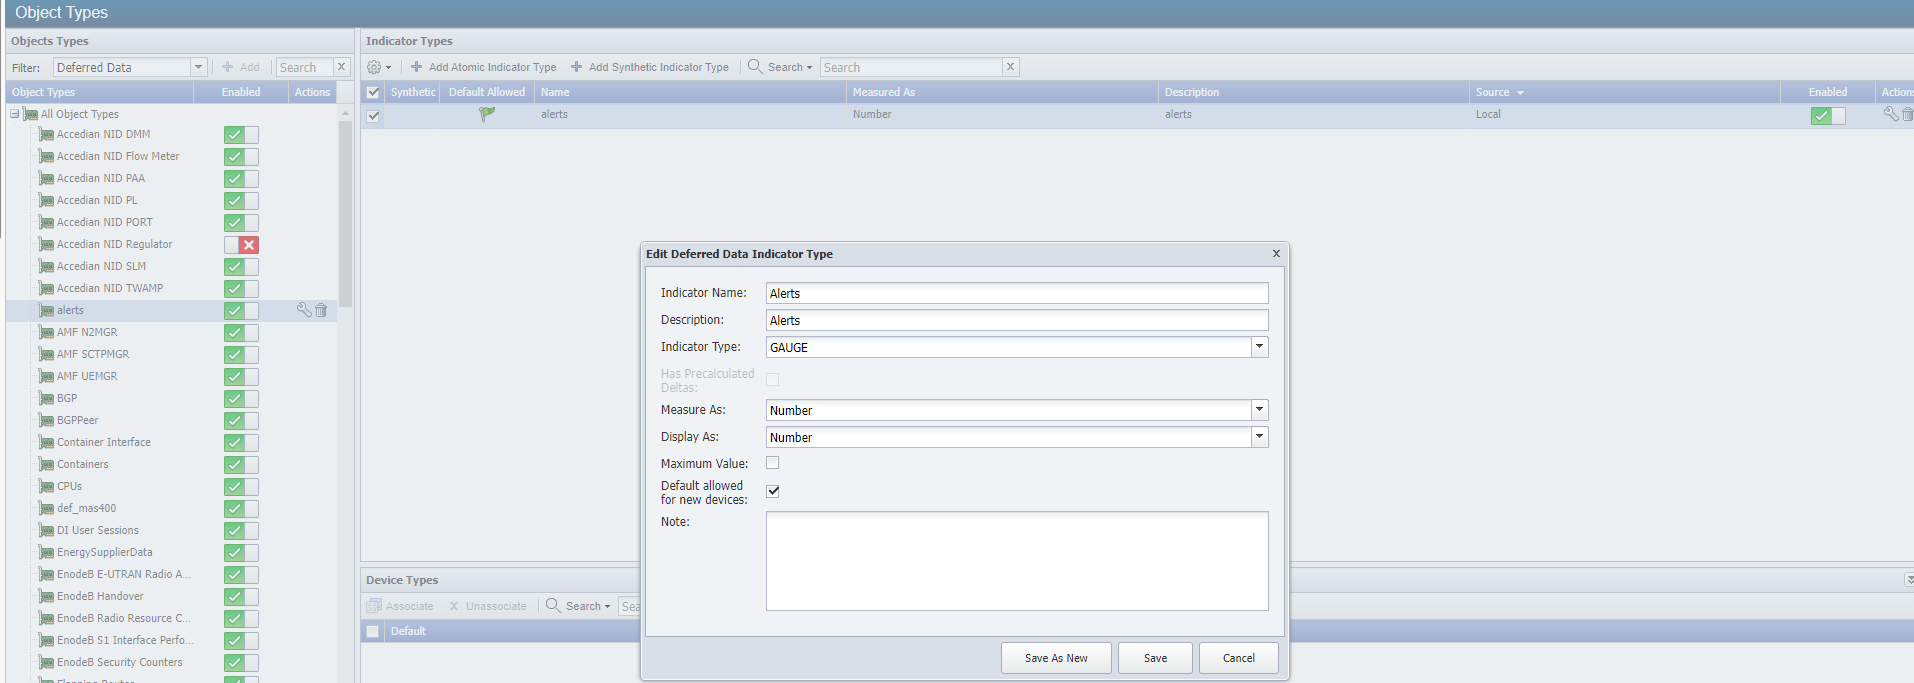 Object Types
Objects Types
Filter: Deferred Data Add Search X
Object Types Enabled Actions
All Object Types
Accedian NID DMM
Accedian NID Flow Meter
Accedian NID PAA
Accedian NID PL
Accedian NID PORT
Accedian NID Regulator
Accedian NID SLM
Accedian NID TWAMP
alerts
AMF N2MGR
AMF SCTPMGR
AMF UEMGR
BGP
BGPPeer
Container Interface
Containers
CPUs
def_mas400
DI User Sessions
EnergySupplierData
EnodeB E-UTRAN Radio A...
EnodeB Handover
EnodeB Radio Resource C...
EnodeB S1 Interface Perfo...
EnodeB Security Counters
Indicator Types
Add Atomic Indicator Type Add Synthetic Indicator Type Search Search X
Synthetic Default Allowed Name Measured As Description Source Enabled Actions
alerts Number alerts Local
Edit Deferred Data Indicator Type X
Indicator Name: Alerts
Description: Alerts
Indicator Type: GAUGE
Has Precalculated
Deltas:
Measure As: Number
Display As: Number
Maximum Value:
Default allowed
for new devices:
Note:
Save As New Save Cancel
Device Types
Associate X Unassociate Search Sea
Default